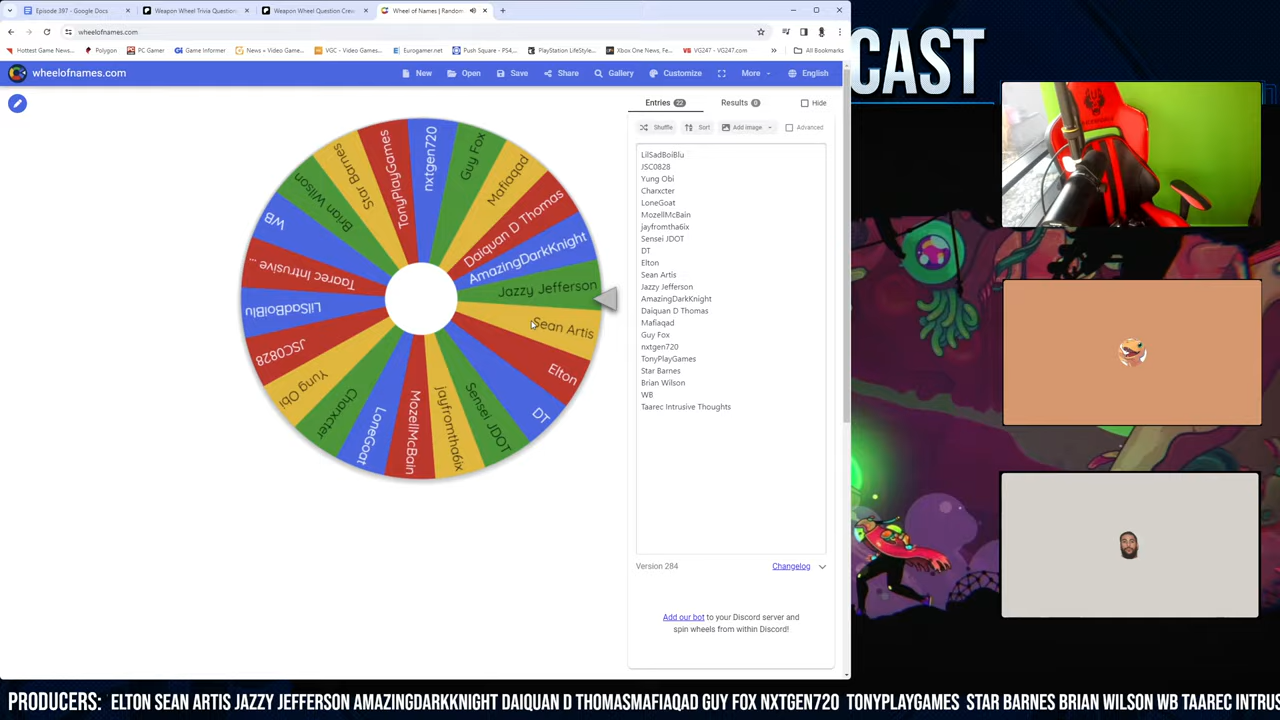 Episode 397 - Google Docs
Weapon Wheel Trivia Question
Weapon Wheel Question Crew
Wheel of Names | Random
wheelofnames.com
Hottest Game News...
Polygon
PC Gamer
Game Informer
News « Video Game...
VGC - Video Games...
Eurogamer.net
Push Square - PS4,...
PlayStation LifeStyle...
Xbox One News, Fe...
VG247 - VG247.com
All Bookmarks
wheelofnames.com
New
Open
Save
Share
Gallery
Customize
More
English
Entries 22
Results 0
Hide
Shuffle
Sort
Add image
Advanced
LilSadBoiBlu
JSC0828
Yung Obi
Charxcter
LoneGoat
MozellMcBain
jayfromtha6ix
Sensei JDOT
DT
Elton
Sean Artis
Jazzy Jefferson
AmazingDarkKnight
Daiquan D Thomas
Mafiaqad
Guy Fox
nxtgen720
TonyPlayGames
Star Barnes
Brian Wilson
WB
Taarec Intrusive Thoughts
nxtgen720
Guy Fox
Mafiaqad
Daiquan D Thomas
AmazingDarkKnight
Jazzy Jefferson
Sean Artis
Elton
DT
Sensei JDOT
jayfromtha6ix
MozellMcBain
LoneGoat
Charxcter
Yung Obi
JSC0828
LilSadBoiBlu
Taarec Intrusive ...
WB
Brian Wilson
Star Barnes
TonyPlayGames
Version 284
Changelog
Add our bot to your Discord server and
spin wheels from within Discord!
CAST
PRODUCERS: ELTON SEAN ARTIS JAZZY JEFFERSON AMAZINGDARKKNIGHT DAIQUAN D THOMASMAFIAQAD GUY FOX NXTGEN720 TONYPLAYGAMES STAR BARNES BRIAN WILSON WB TAAREC INTRUS